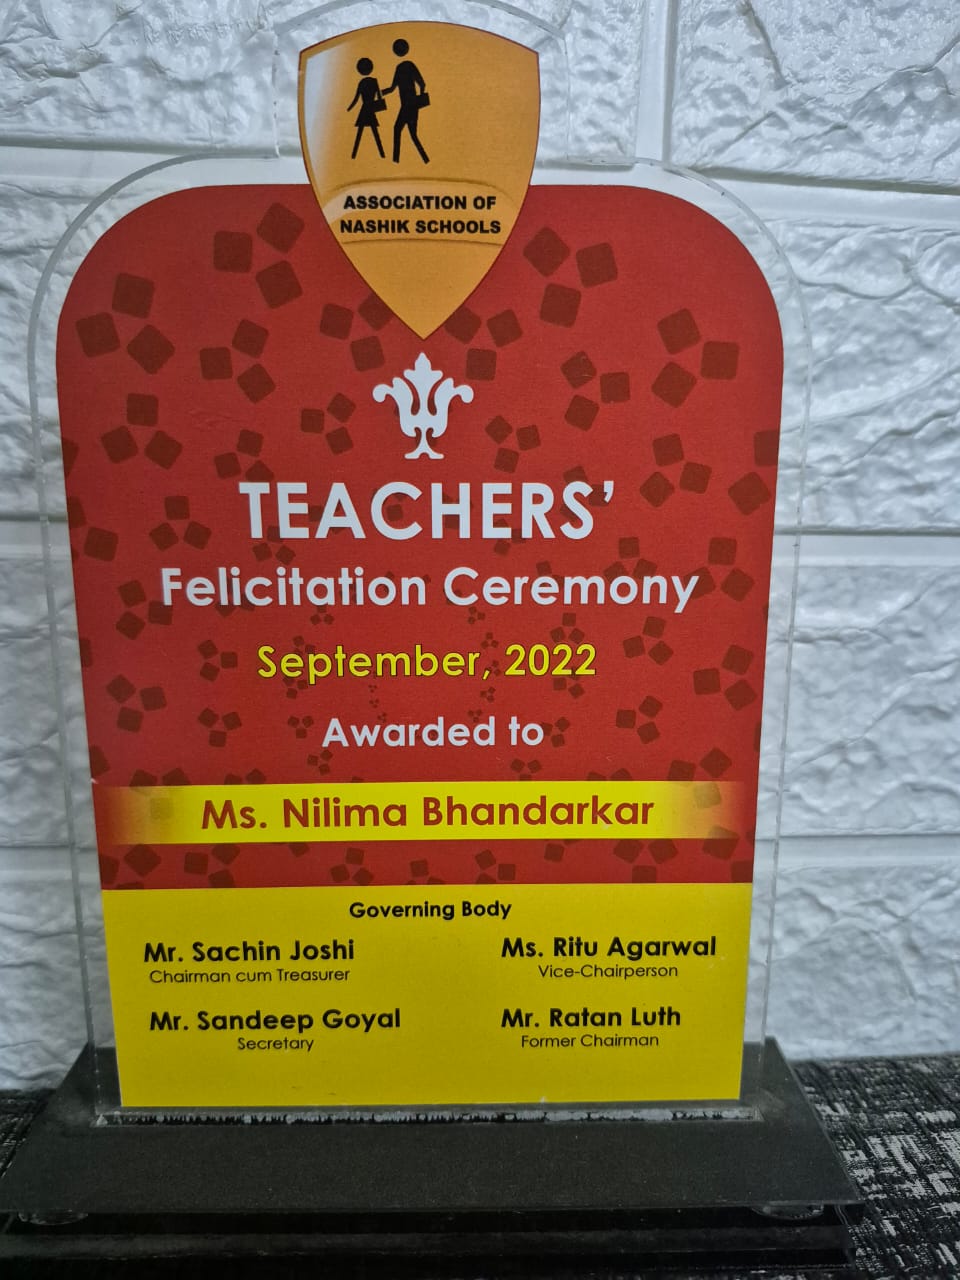 ASSOCIATION OF
NASHIK SCHOOLS
TEACHERS'
Felicitation Ceremony
September, 2022
Awarded to
Ms. Nilima Bhandarkar
Governing Body
Mr. Sachin Joshi
Chairman cum Treasurer
Ms. Ritu Agarwal
Vice-Chairperson
Mr. Sandeep Goyal
Secretary
Mr. Ratan Luth
Former Chairman